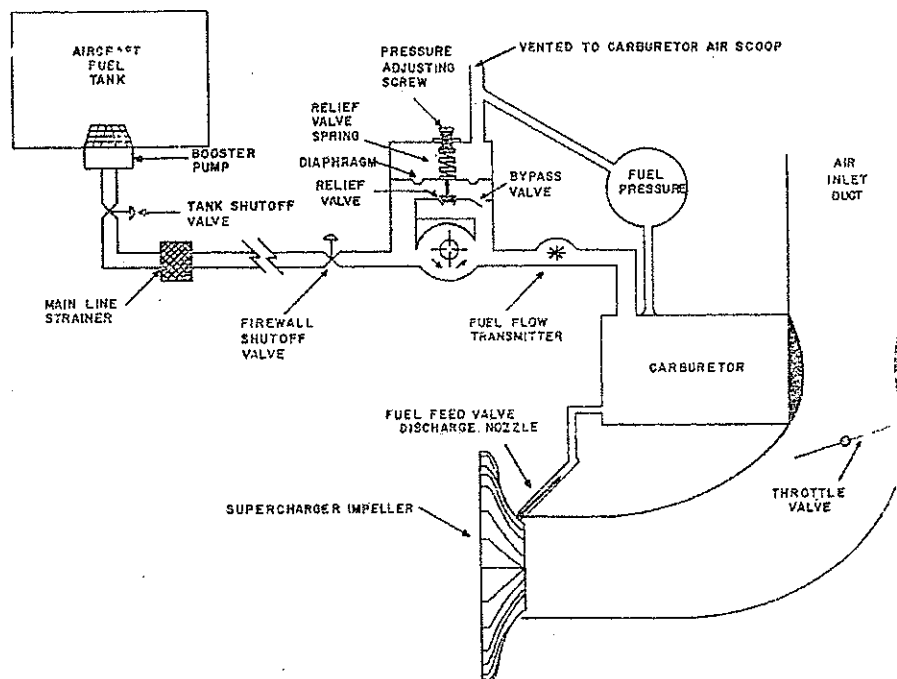 AIRCRAFT
FUEL
TANK
BOOSTER
PUMP
TANK SHUTOFF
VALVE
MAIN LINE
STRAINER
FIREWALL
SHUTOFF
VALVE
PRESSURE
ADJUSTING
SCREW
RELIEF
VALVE
SPRING
DIAPHRAGM
RELIEF
VALVE
VENTED TO CARBURETOR AIR SCOOP
BYPASS
VALVE
FUEL
PRESSURE
AIR
INLET
DUCT
FUEL FLOW
TRANSMITTER
CARBURETOR
FUEL FEED VALVE
DISCHARGE NOZZLE
THROTTLE
VALVE
SUPERCHARGER IMPELLER